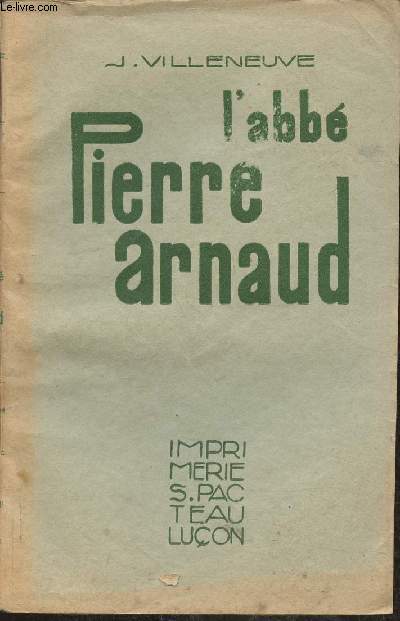 © Le-livre.com
J. VILLENEUVE
l'abbé
Pierre
arnaud
IMPRI
MERIE
S. PAC
TEAU
LUÇON